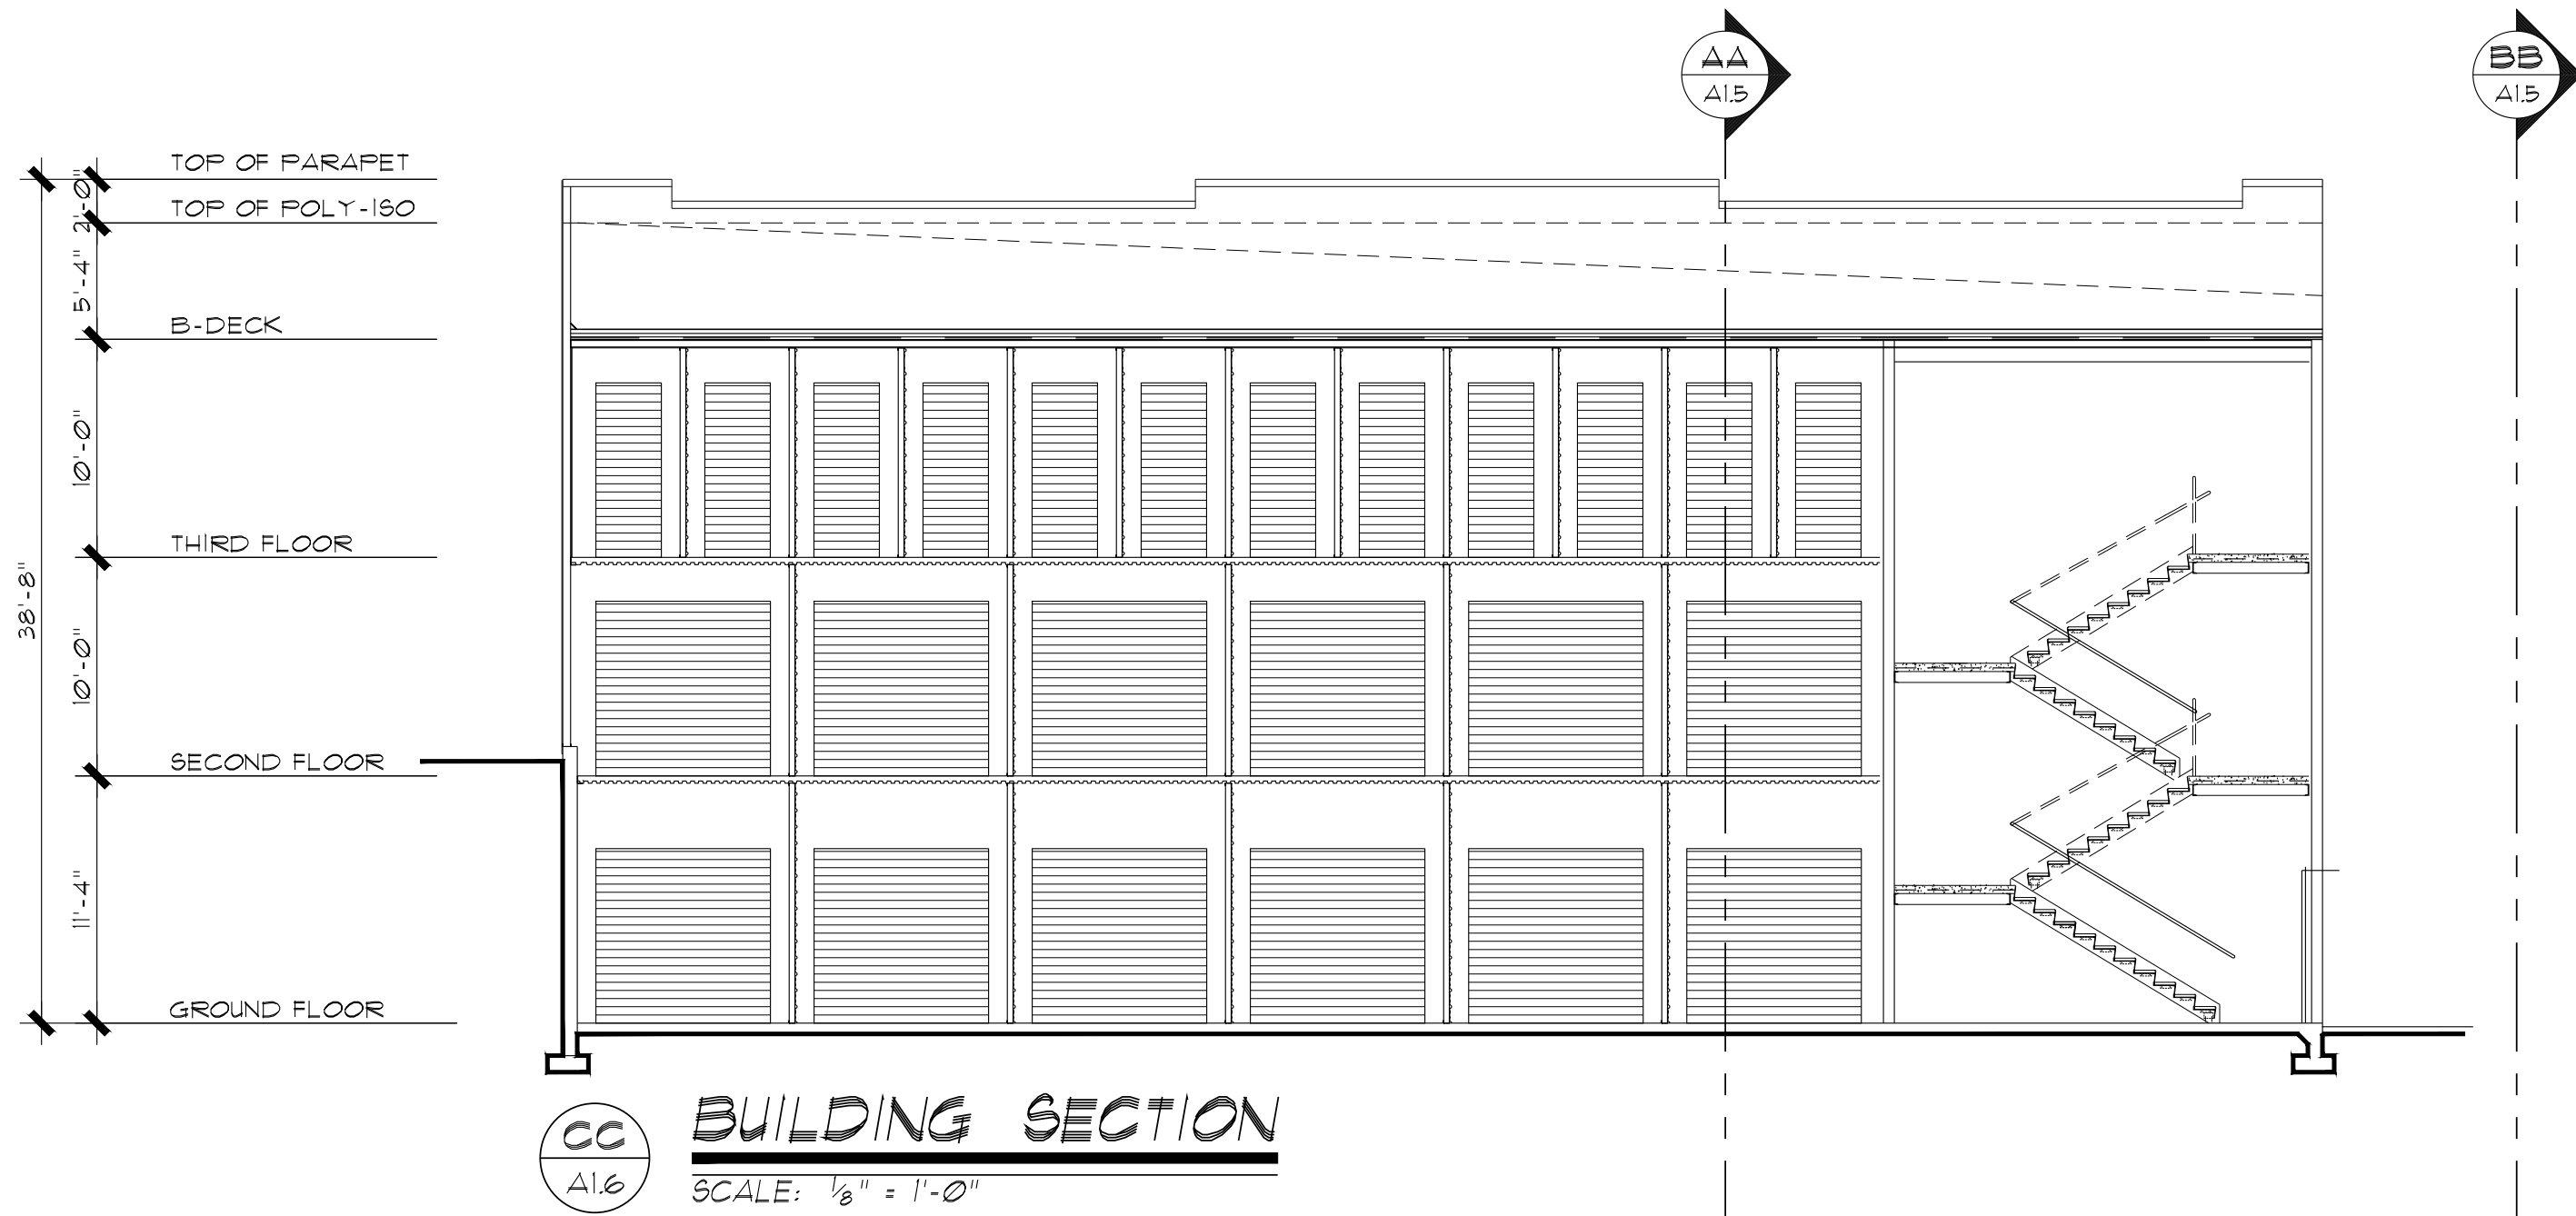 AA
A1.5
BB
A1.5
TOP OF PARAPET
2'-0"
TOP OF POLY-ISO
5'-4"
B-DECK
10'-0"
THIRD FLOOR
38'-8"
10'-0"
SECOND FLOOR
11'-4"
GROUND FLOOR
CC
A1.6
BUILDING SECTION
SCALE: 1/8" = 1'-0"